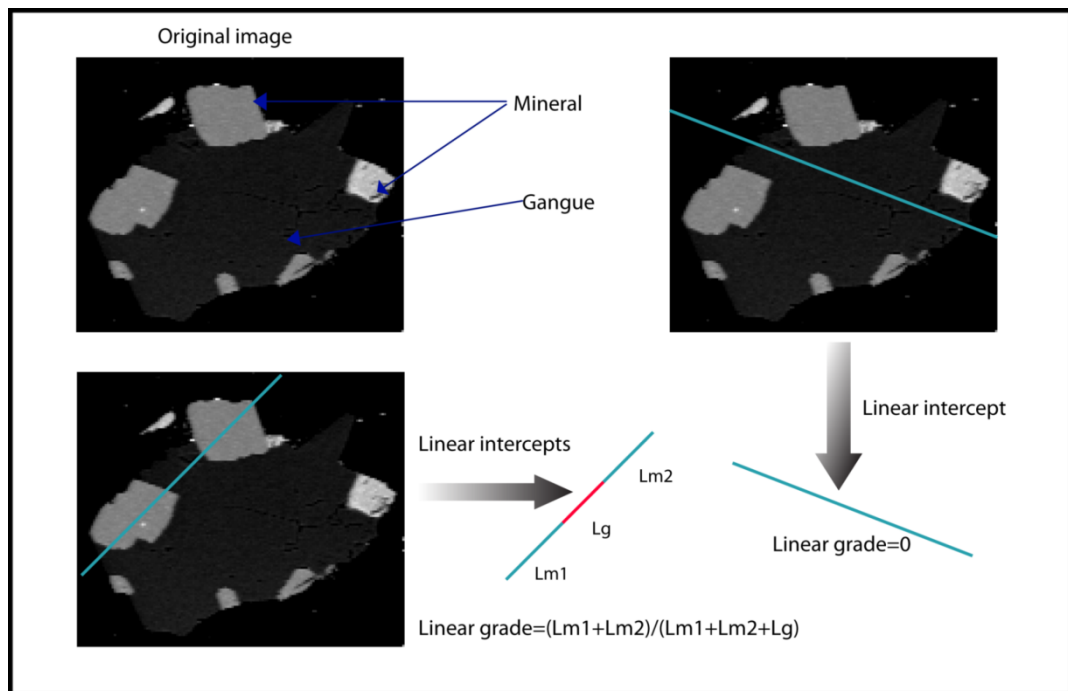 Original image
Mineral
Gangue
Linear intercept
Linear intercepts
Lm2
Lg
Lm1
Linear grade=0
Linear grade=(Lm1+Lm2)/(Lm1+Lm2+Lg)